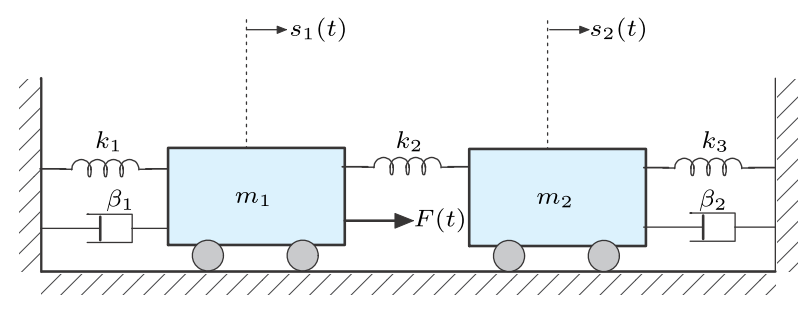 s₁(t)
s₂(t)
k₁
k₂
k₃
β₁
m₁
m₂
β₂
F(t)